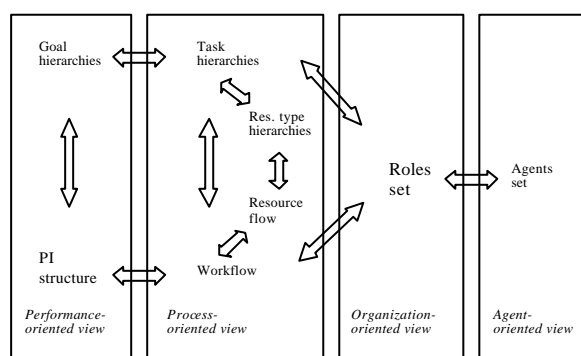 Goal
hierarchies
PI
structure
Performance-
oriented view
Task
hierarchies
Res. type
hierarchies
Resource
flow
Workflow
Process-
oriented view
Roles
set
Organization-
oriented view
Agents
set
Agent-
oriented view